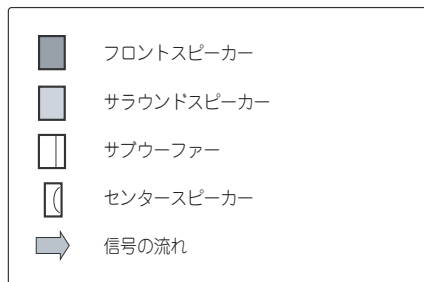 フロントスピーカー
サラウンドスピーカー
サブウーファー
センタースピーカー
信号の流れ